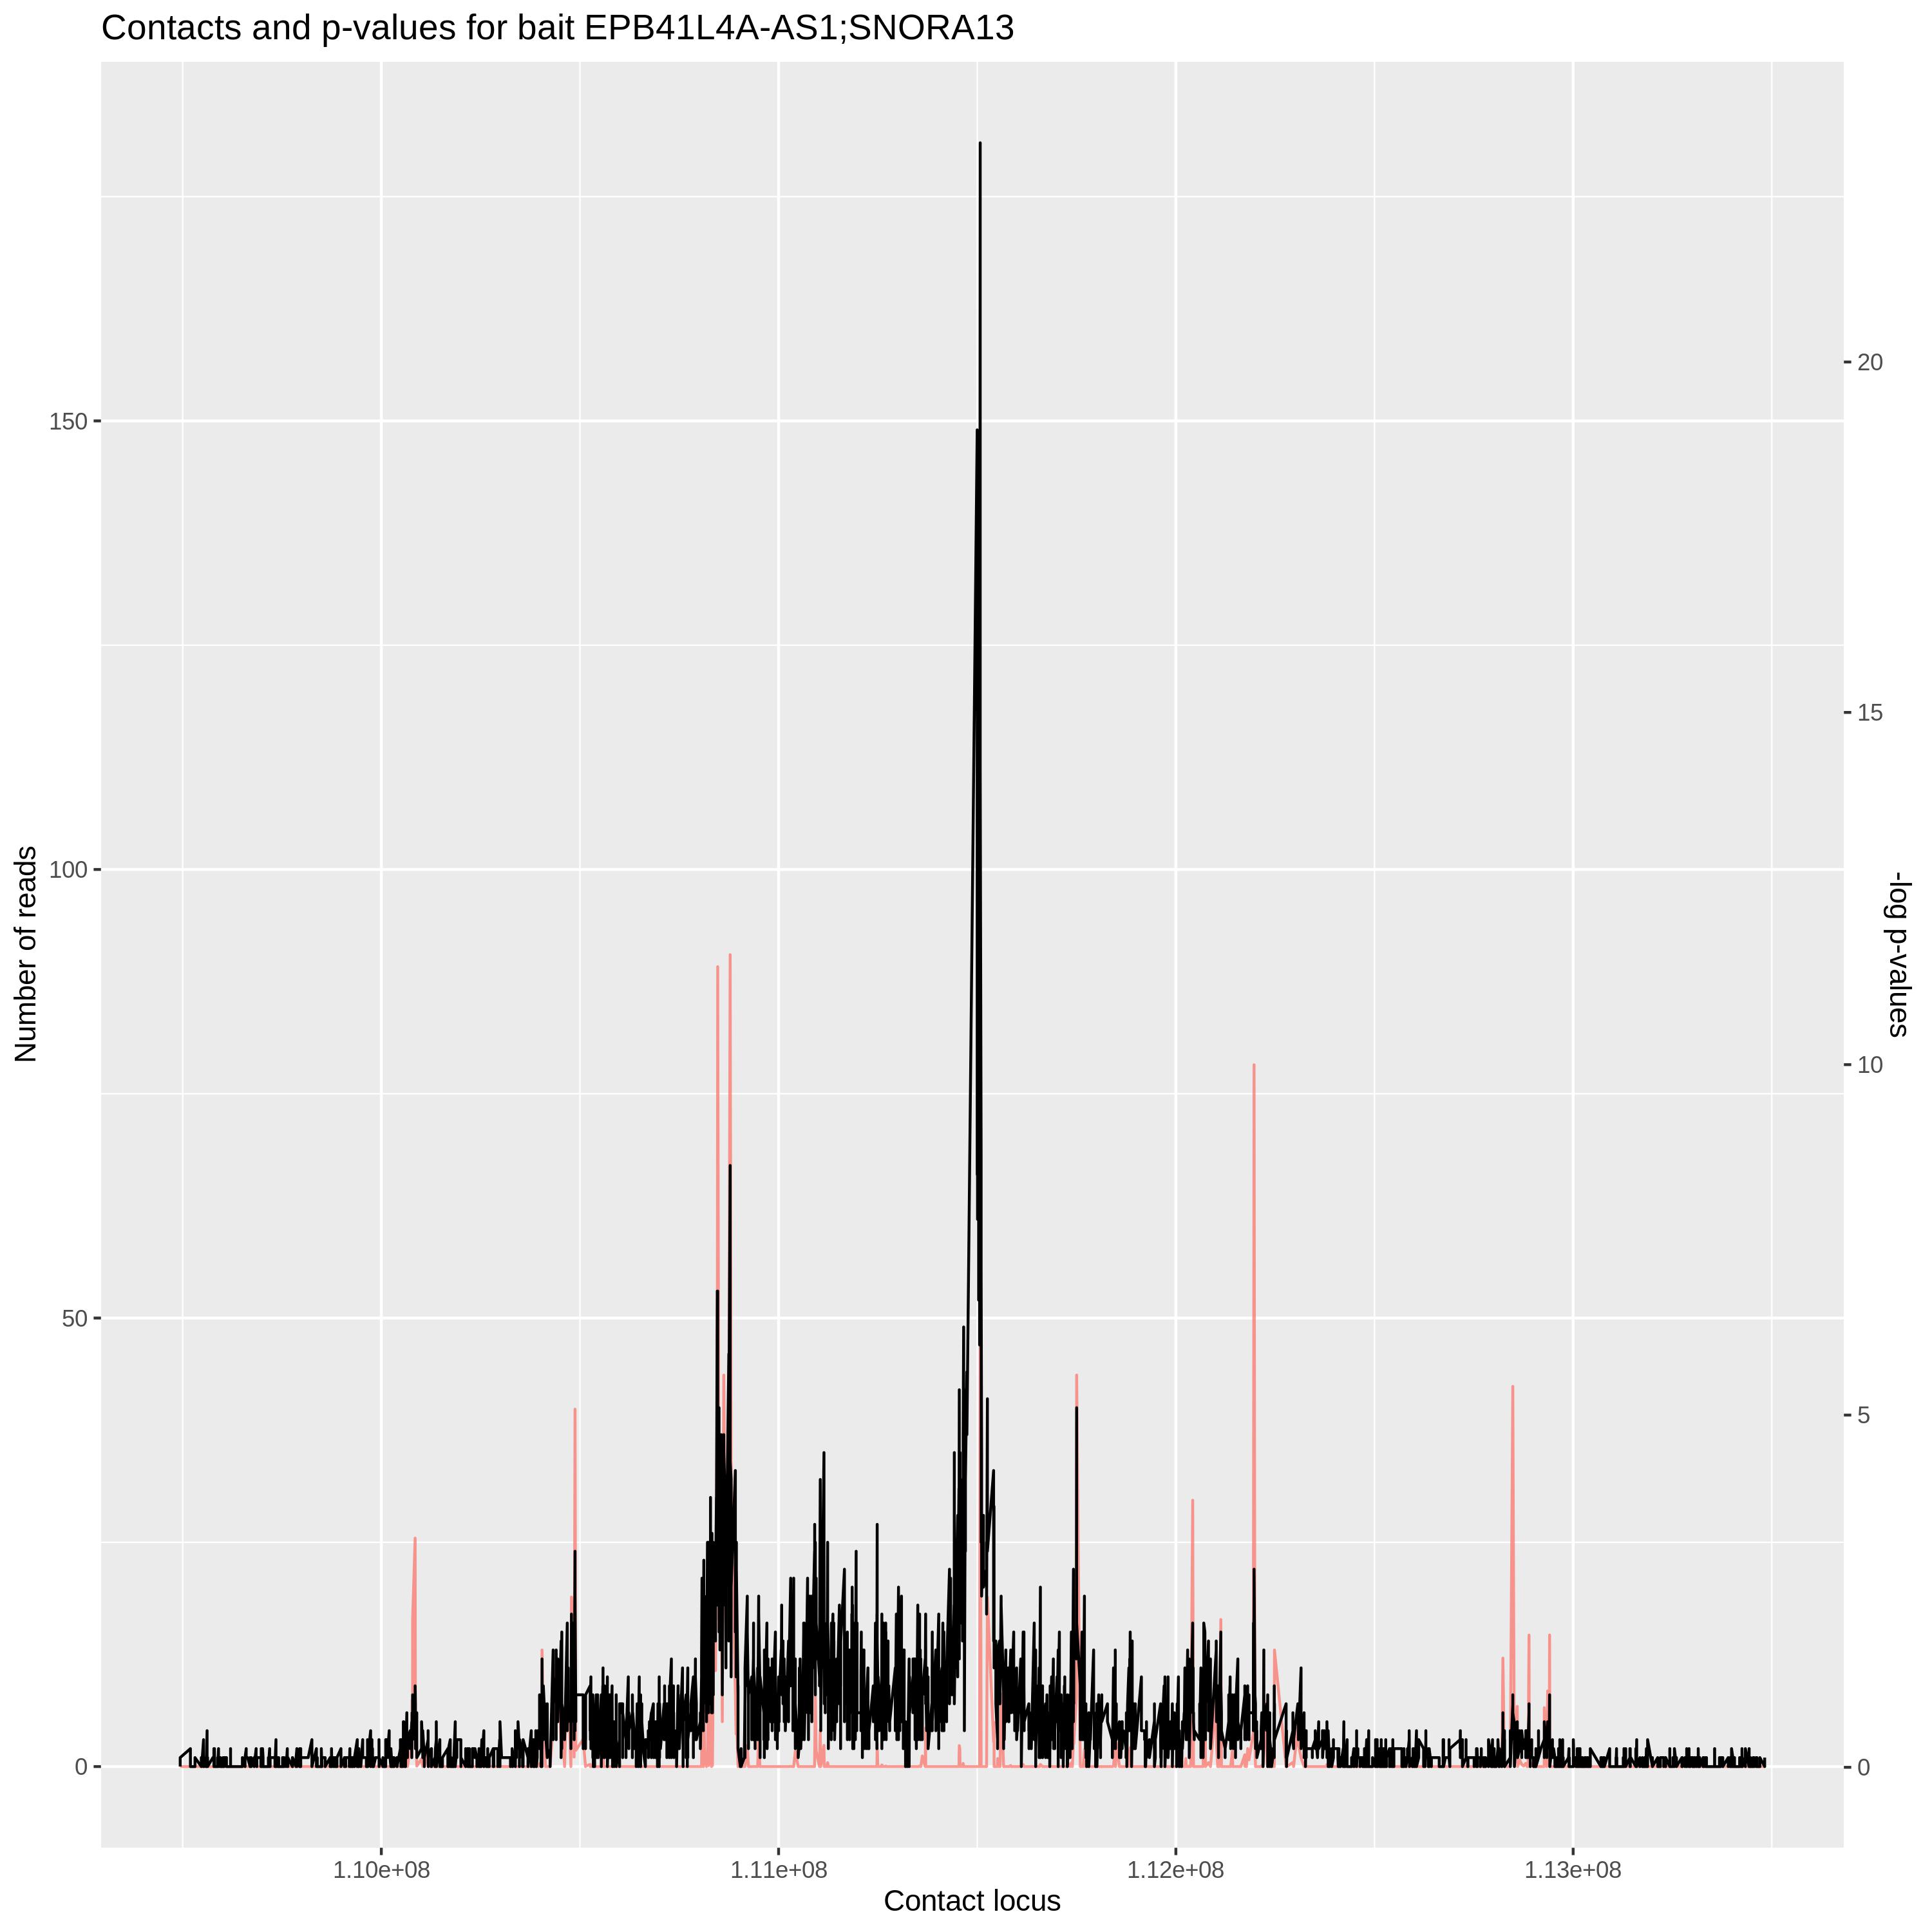 Contacts and p-values for bait EPB41L4A-AS1;SNORA13
Number of reads
150
100
50
0
20
15
10
5
0
-log p-values
1.10e+08
1.11e+08
1.12e+08
1.13e+08
Contact locus